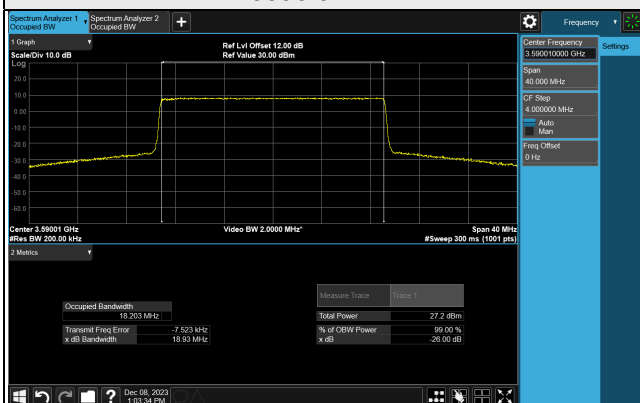 Spectrum Analyzer 1
Occupied BW
Spectrum Analyzer 2
Occupied BW
+
Frequency
1 Graph
Scale/Div 10.0 dB
Log
Ref Lvl Offset 12.00 dB
Ref Value 30.00 dBm
20.0
10.0
0.00
-10.0
-20.0
-30.0
-40.0
-50.0
-60.0
Center 3.59001 GHz
#Res BW 200.00 kHz
Video BW 2.0000 MHz*
Span 40 MHz
#Sweep 300 ms (1001 pts)
Center Frequency
3.590010000 GHz
Settings
Span
40.000 MHz
CF Step
4.000000 MHz
Auto
Man
Freq Offset
0 Hz
2 Metrics
Measure Trace
Trace 1
Occupied Bandwidth
18.203 MHz
Total Power
27.2 dBm
Transmit Freq Error
-7.523 kHz
% of OBW Power
99.00 %
x dB Bandwidth
18.93 MHz
x dB
-26.00 dB
?
Dec 08, 2023
1:03:34 PM